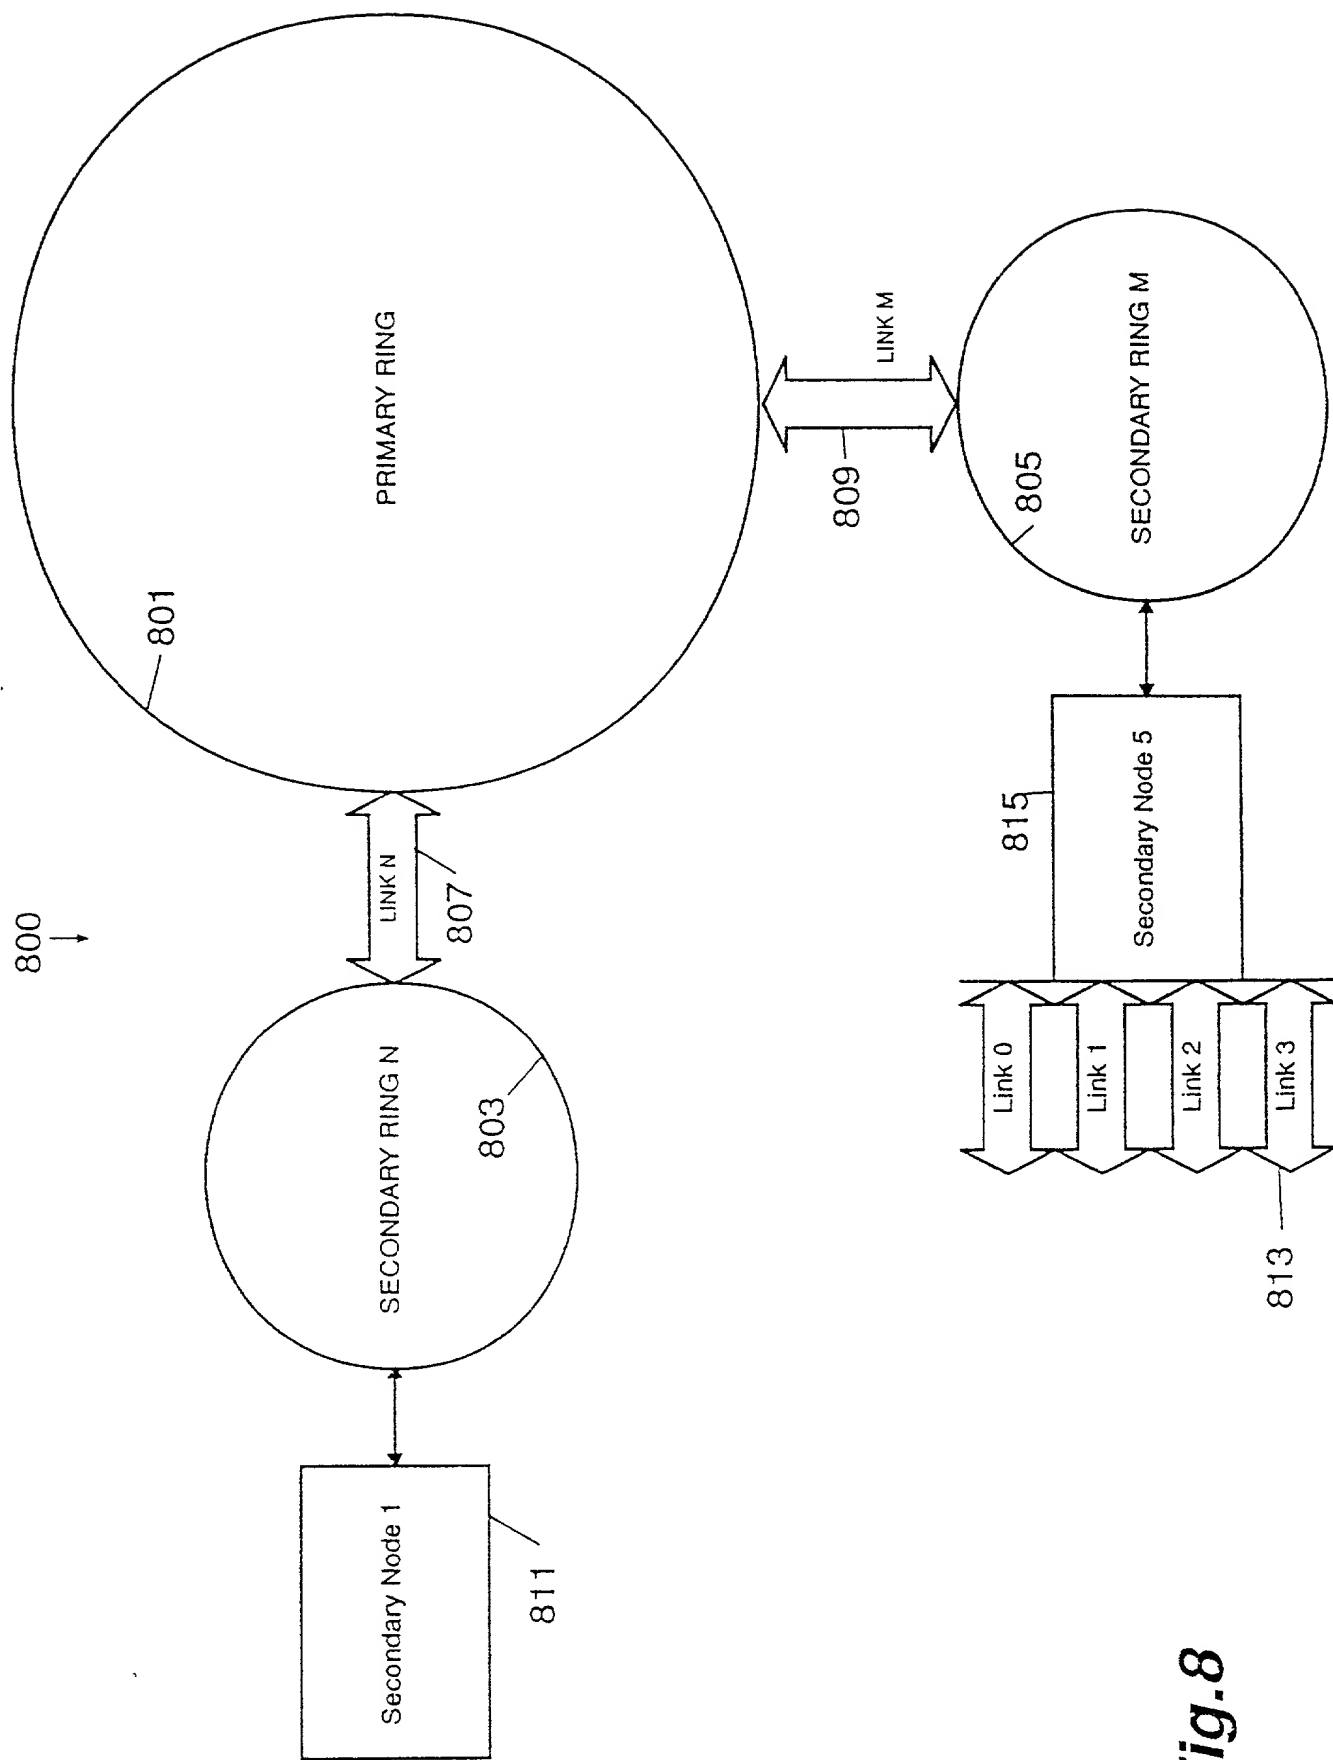 800
801
Secondary Node 1
SECONDARY RING N
LINK N
PRIMARY RING
807
803
811
809
LINK M
Link 0
815
805
Link 1
Secondary Node 5
SECONDARY RING M
Link 2
Link 3
813
Fig.8